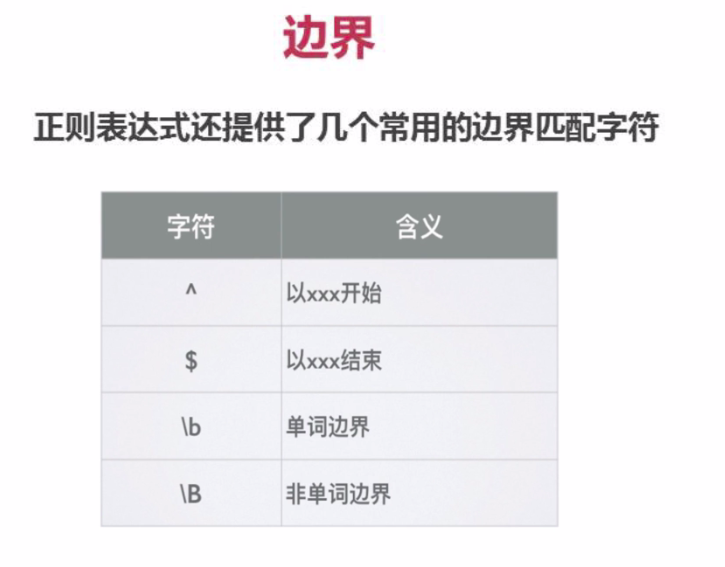 边界
正则表达式还提供了几个常用的边界匹配字符
字符 含义
^ 以xxx开始
$ 以xxx结束
\b 单词边界
\B 非单词边界